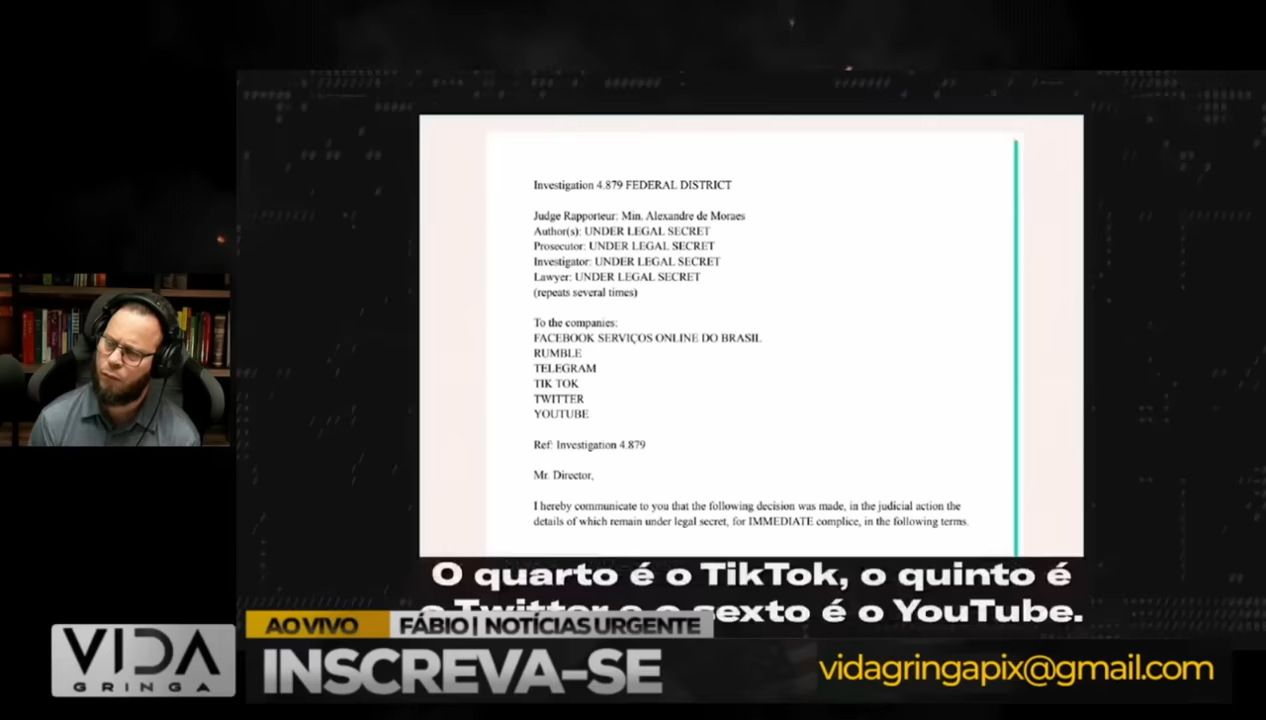 Investigation 4.879 FEDERAL DISTRICT
Judge Rapporteur: Min. Alexandre de Moraes
Author(s): UNDER LEGAL SECRET
Prosecutor: UNDER LEGAL SECRET
Investigator: UNDER LEGAL SECRET
Lawyer: UNDER LEGAL SECRET
(repeats several times)
To the companies:
FACEBOOK SERVIÇOS ONLINE DO BRASIL
RUMBLE
TELEGRAM
TIK TOK
TWITTER
YOUTUBE
Ref: Investigation 4.879
Mr. Director,
I hereby communicate to you that the following decision was made, in the judicial action the
details of which remain under legal secret, for IMMEDIATE complice, in the following terms.
O quarto é o TikTok, o quinto é
o Twitter e o sexto é o YouTube.
AO VIVO FÁBIO | NOTÍCIAS URGENTE
VIDA
GRINGA
INSCREVA-SE
vidagringapix@gmail.com